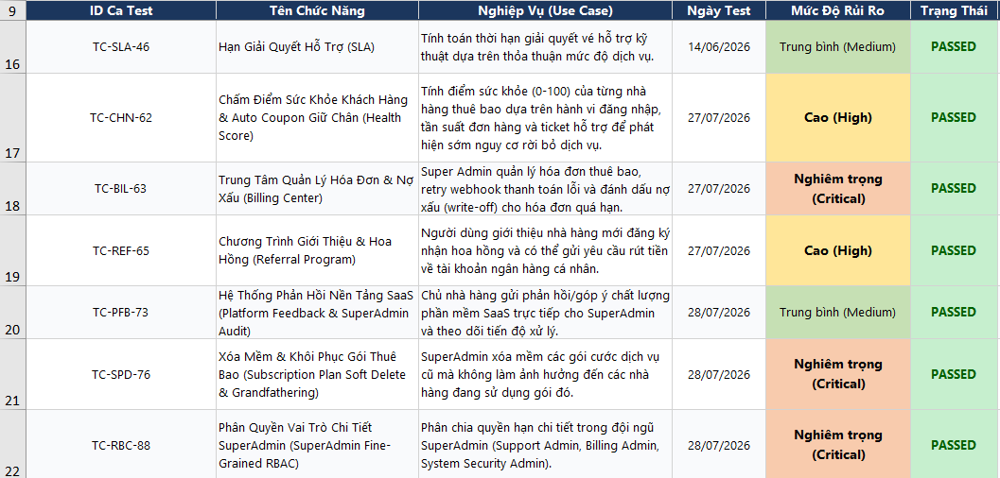 9 ID Ca Test Tên Chức Năng Nghiệp Vụ (Use Case) Ngày Test Mức Độ Rủi Ro Trạng Thái
16 TC-SLA-46 Hạn Giải Quyết Hỗ Trợ (SLA)
Tính toán thời hạn giải quyết vé hỗ trợ kỹ
thuật dựa trên thỏa thuận mức độ dịch vụ.
14/06/2026 Trung bình (Medium) PASSED
17 TC-CHN-62
Chấm Điểm Sức Khỏe Khách Hàng
& Auto Coupon Giữ Chân (Health
Score)
Tính điểm sức khỏe (0-100) của từng nhà
hàng thuê bao dựa trên hành vi đăng nhập,
tần suất đơn hàng và ticket hỗ trợ để phát
hiện sớm nguy cơ rời bỏ dịch vụ.
27/07/2026 Cao (High) PASSED
18 TC-BIL-63
Trung Tâm Quản Lý Hóa Đơn & Nợ
Xấu (Billing Center)
Super Admin quản lý hóa đơn thuê bao,
retry webhook thanh toán lỗi và đánh dấu nợ
xấu (write-off) cho hóa đơn quá hạn.
27/07/2026
Nghiêm trọng
(Critical)
PASSED
19 TC-REF-65
Chương Trình Giới Thiệu & Hoa
Hồng (Referral Program)
Người dùng giới thiệu nhà hàng mới đăng ký
nhận hoa hồng và có thể gửi yêu cầu rút tiền
về tài khoản ngân hàng cá nhân.
27/07/2026 Cao (High) PASSED
20 TC-PFB-73
Hệ Thống Phản Hồi Nền Tảng SaaS
(Platform Feedback & SuperAdmin
Audit)
Chủ nhà hàng gửi phản hồi/góp ý chất lượng
phần mềm SaaS trực tiếp cho SuperAdmin
và theo dõi tiến độ xử lý.
28/07/2026 Trung bình (Medium) PASSED
21 TC-SPD-76
Xóa Mềm & Khôi Phục Gói Thuê
Bao (Subscription Plan Soft Delete
& Grandfathering)
SuperAdmin xóa mềm các gói cước dịch vụ
cũ mà không làm ảnh hưởng đến các nhà
hàng đang sử dụng gói đó.
28/07/2026
Nghiêm trọng
(Critical)
PASSED
22 TC-RBC-88
Phân Quyền Vai Trò Chi Tiết
SuperAdmin (SuperAdmin Fine-
Grained RBAC)
Phân chia quyền hạn chi tiết trong đội ngũ
SuperAdmin (Support Admin, Billing Admin,
System Security Admin).
28/07/2026
Nghiêm trọng
(Critical)
PASSED